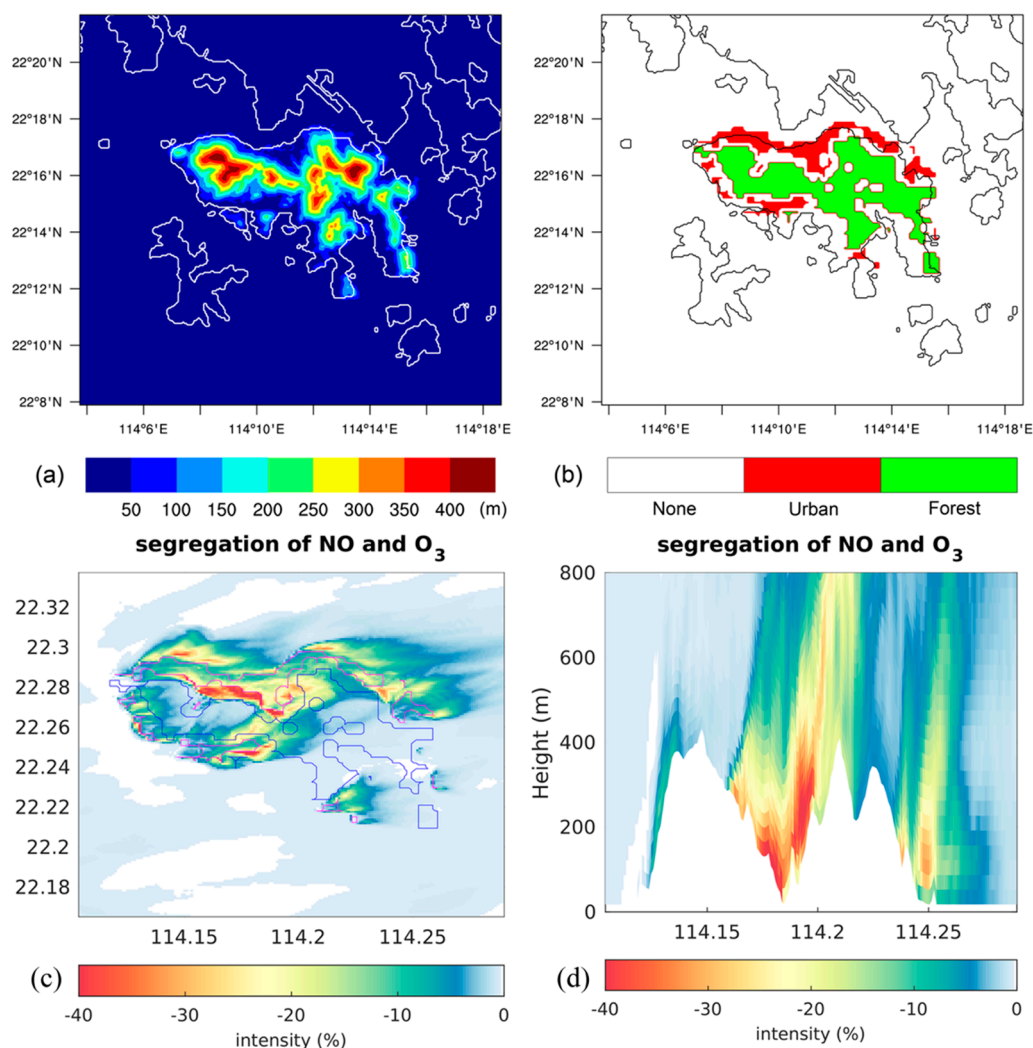 22°20'N
22°18'N
22°16'N
22°14'N
22°12'N
22°10'N
22°8'N
114°6'E 114°10'E 114°14'E 114°18'E
(a)
50 100 150 200 250 300 350 400 (m)
22°20'N
22°18'N
22°16'N
22°14'N
22°12'N
22°10'N
22°8'N
114°6'E 114°10'E 114°14'E 114°18'E
(b)
None Urban Forest
segregation of NO and O3
22.32
22.3
22.28
22.26
22.24
22.22
22.2
22.18
114.15 114.2 114.25
(c)
-40 -30 -20 -10 0
intensity (%)
segregation of NO and O3
Height (m)
800
600
400
200
0
114.15 114.2 114.25
(d)
-40 -30 -20 -10 0
intensity (%)